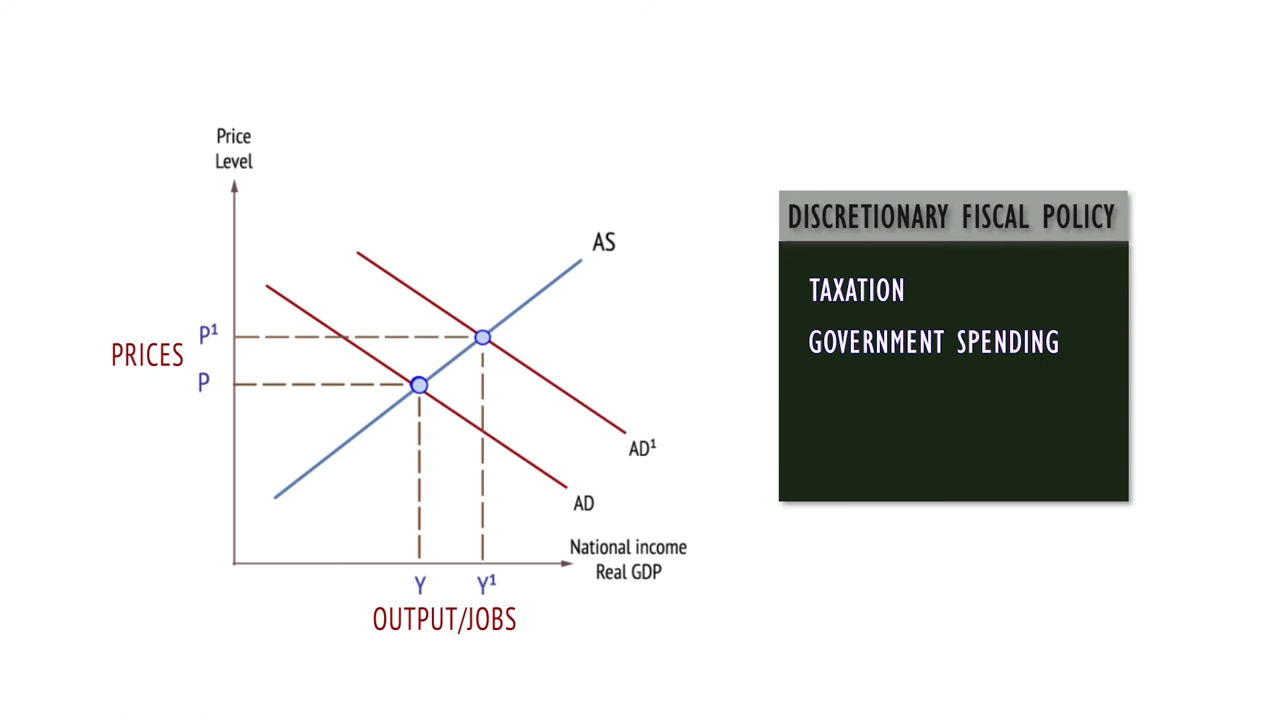 Price
Level
AS
P¹
PRICES
P
AD¹
AD
National income
Real GDP
Y
Y¹
OUTPUT/JOBS
DISCRETIONARY FISCAL POLICY
TAXATION
GOVERNMENT SPENDING